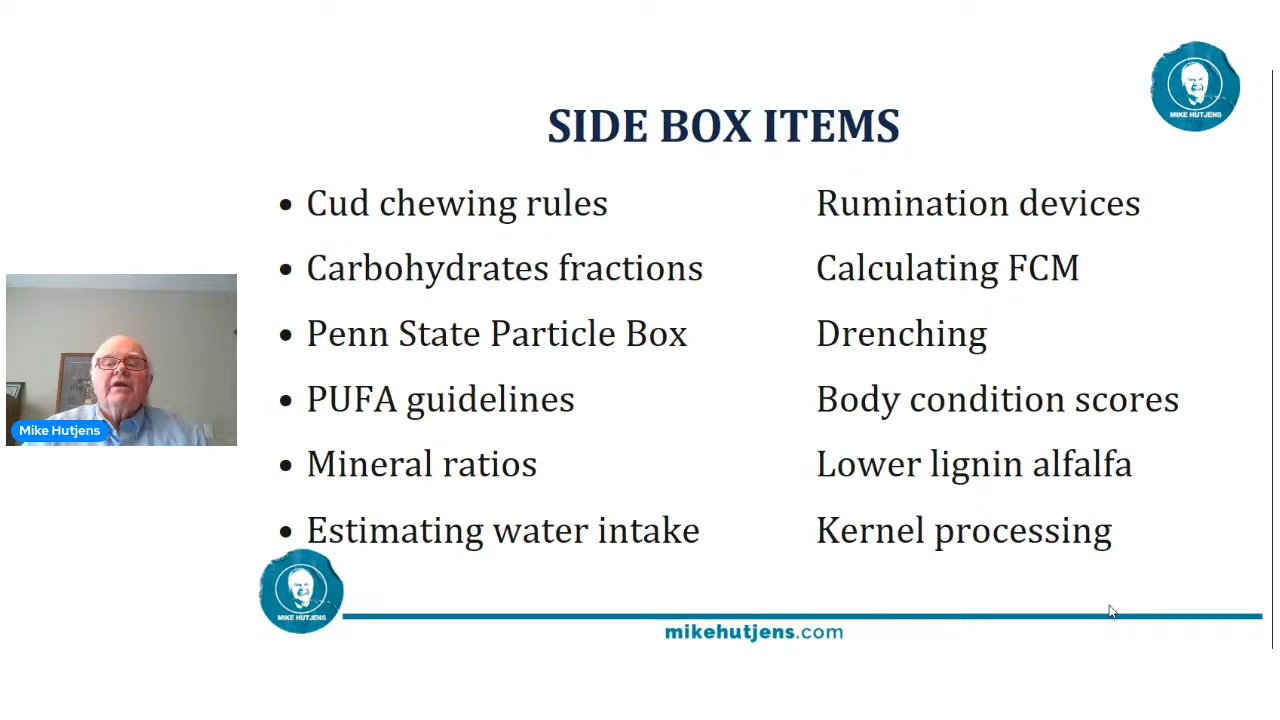 MIKE HUTJENS
SIDE BOX ITEMS
• Cud chewing rules
Rumination devices
• Carbohydrates fractions
Calculating FCM
• Penn State Particle Box
Drenching
• PUFA guidelines
Body condition scores
• Mineral ratios
Lower lignin alfalfa
• Estimating water intake
Kernel processing
Mike Hutjens
MIKE HUTJENS
mikehutjens.com